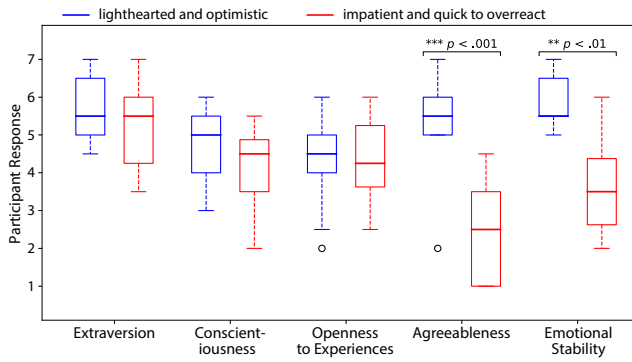 lighthearted and optimistic impatient and quick to overreact
*** p < .001 ** p < .01
7
6
5
4
3
2
1
Participant Response
Extraversion Conscient- Openness Agreeableness Emotional
iousness to Experiences Stability